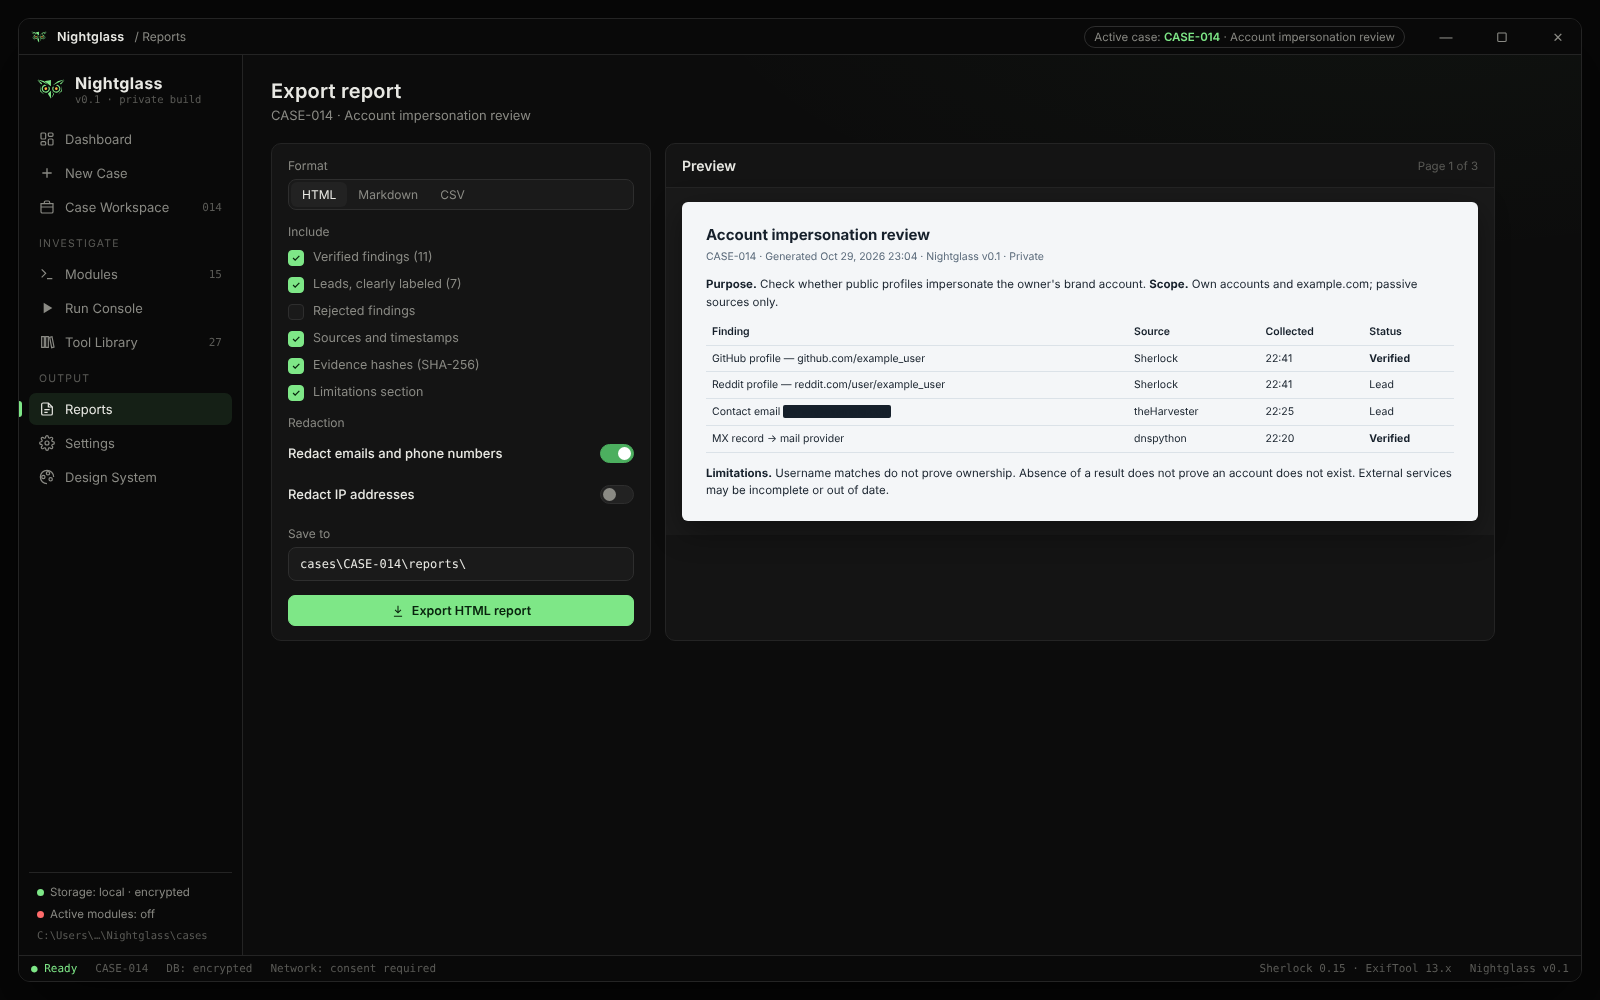 Nightglass / Reports
Active case: CASE-014 · Account impersonation review
Nightglass
v0.1 · private build
Dashboard
New Case
Case Workspace 014
INVESTIGATE
Modules 15
Run Console
Tool Library 27
OUTPUT
Reports
Settings
Design System
Storage: local · encrypted
Active modules: off
C:\Users\…\Nightglass\cases
Export report
CASE-014 · Account impersonation review
Format
HTML Markdown CSV
Include
Verified findings (11)
Leads, clearly labeled (7)
Rejected findings
Sources and timestamps
Evidence hashes (SHA-256)
Limitations section
Redaction
Redact emails and phone numbers
Redact IP addresses
Save to
cases\CASE-014\reports\
Export HTML report
Preview Page 1 of 3
Account impersonation review
CASE-014 · Generated Oct 29, 2026 23:04 · Nightglass v0.1 · Private
Purpose. Check whether public profiles impersonate the owner's brand account. Scope. Own accounts and example.com; passive
sources only.
Finding Source Collected Status
GitHub profile — github.com/example_user Sherlock 22:41 Verified
Reddit profile — reddit.com/user/example_user Sherlock 22:41 Lead
Contact email theHarvester 22:25 Lead
MX record → mail provider dnspython 22:20 Verified
Limitations. Username matches do not prove ownership. Absence of a result does not prove an account does not exist. External services
may be incomplete or out of date.
Ready CASE-014 DB: encrypted Network: consent required
Sherlock 0.15 · ExifTool 13.x Nightglass v0.1